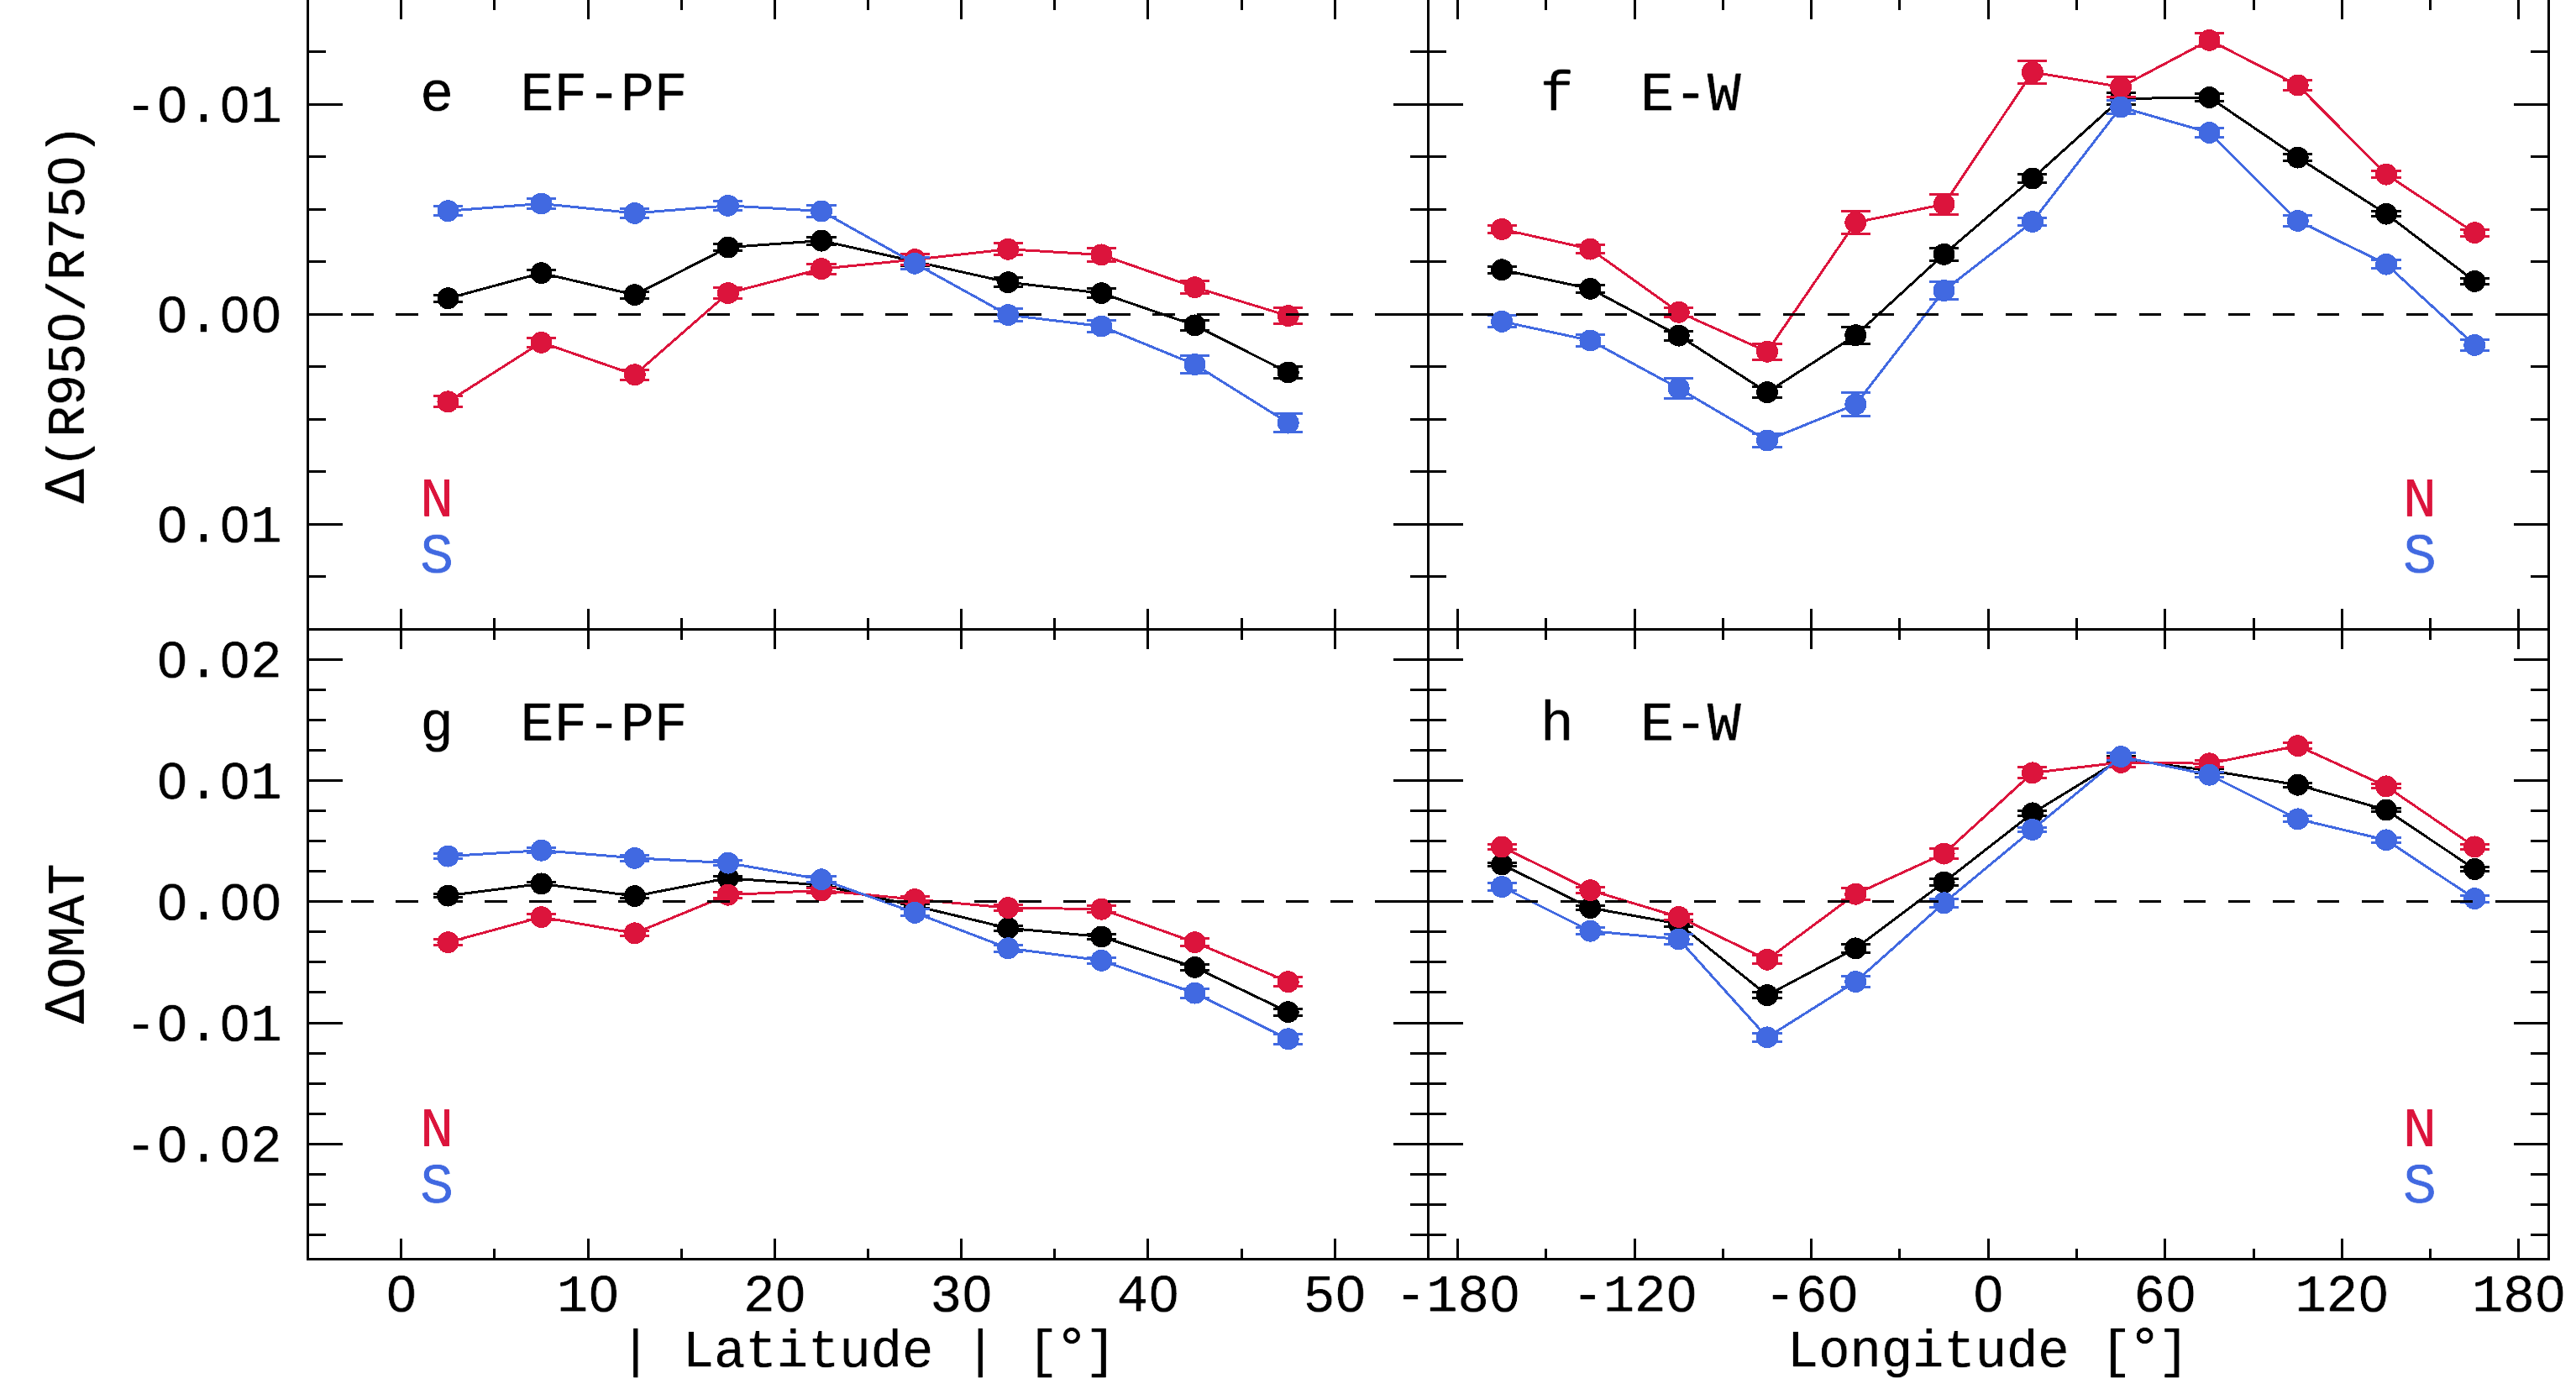 e EF-PF
f E-W
-0.01
0.00
0.01
Δ(R950/R750)
N
S
N
S
g EF-PF
h E-W
0.02
0.01
0.00
-0.01
-0.02
ΔOMAT
N
S
N
S
0 10 20 30 40 50
-180 -120 -60 0 60 120 180
| Latitude | [°]
Longitude [°]